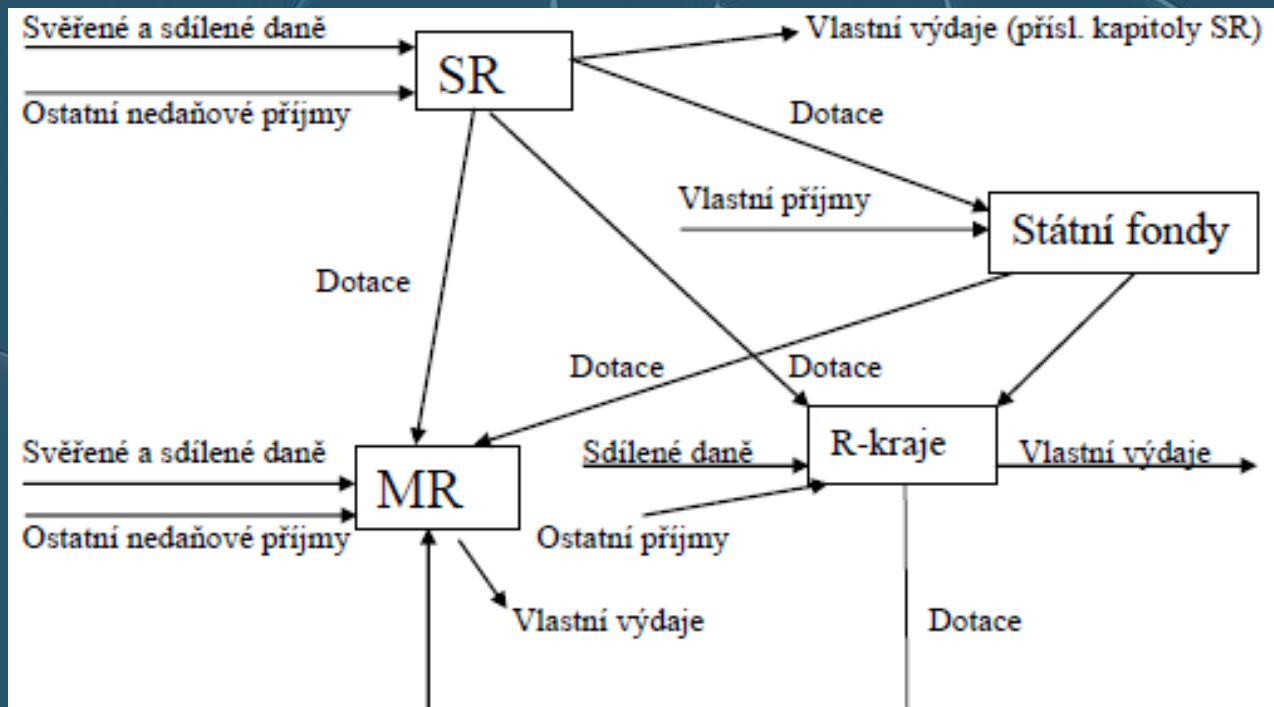 Svěřené a sdílené daně
Vlastní výdaje (přísl. kapitoly SR)
SR
Ostatní nedaňové příjmy
Dotace
Vlastní příjmy
Státní fondy
Dotace
Dotace
Dotace
Svěřené a sdílené daně
Sdílené daně
R-kraje
Vlastní výdaje
MR
Ostatní nedaňové příjmy
Ostatní příjmy
Vlastní výdaje
Dotace